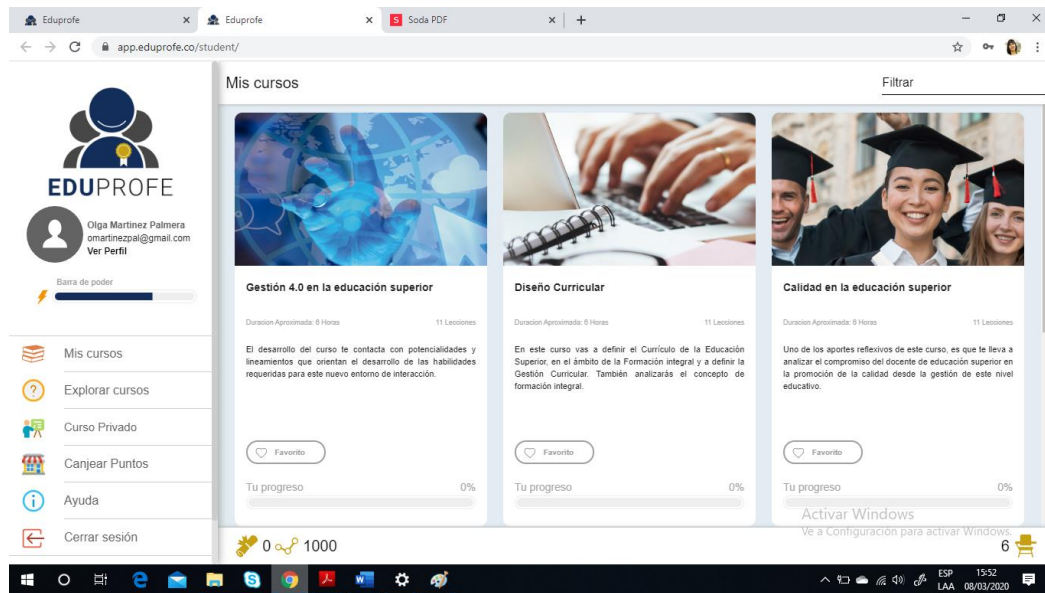 Eduprofe
Eduprofe
Soda PDF
app.eduprofe.co/student/
EDUPROFE
Olga Martinez Palmera
omartinezpal@gmail.com
Ver Perfil
Barra de poder
Mis cursos
Explorar cursos
Curso Privado
Canjear Puntos
Ayuda
Cerrar sesión
Mis cursos
Filtrar
Gestión 4.0 en la educación superior
Duracion Aproximada: 6 Horas
11 Lecciones
El desarrollo del curso te contacta con potencialidades y
lineamientos que orientan el desarrollo de las habilidades
requeridas para este nuevo entorno de interacción.
Favorito
Tu progreso
0%
Diseño Curricular
Duracion Aproximada: 6 Horas
11 Lecciones
En este curso vas a definir el Currículo de la Educación
Superior, en el ámbito de la Formación integral y a definir la
Gestión Curricular. También analizarás el concepto de
formación integral.
Favorito
Tu progreso
0%
Calidad en la educación superior
Duracion Aproximada: 6 Horas
11 Lecciones
Uno de los aportes reflexivos de este curso, es que te lleva a
analizar el compromiso del docente de educación superior en
la promoción de la calidad desde la gestión de este nivel
educativo.
Favorito
Tu progreso
0%
Activar Windows
Ve a Configuración para activar Windows.
0
1000
6
ESP
LAA
15:52
08/03/2020